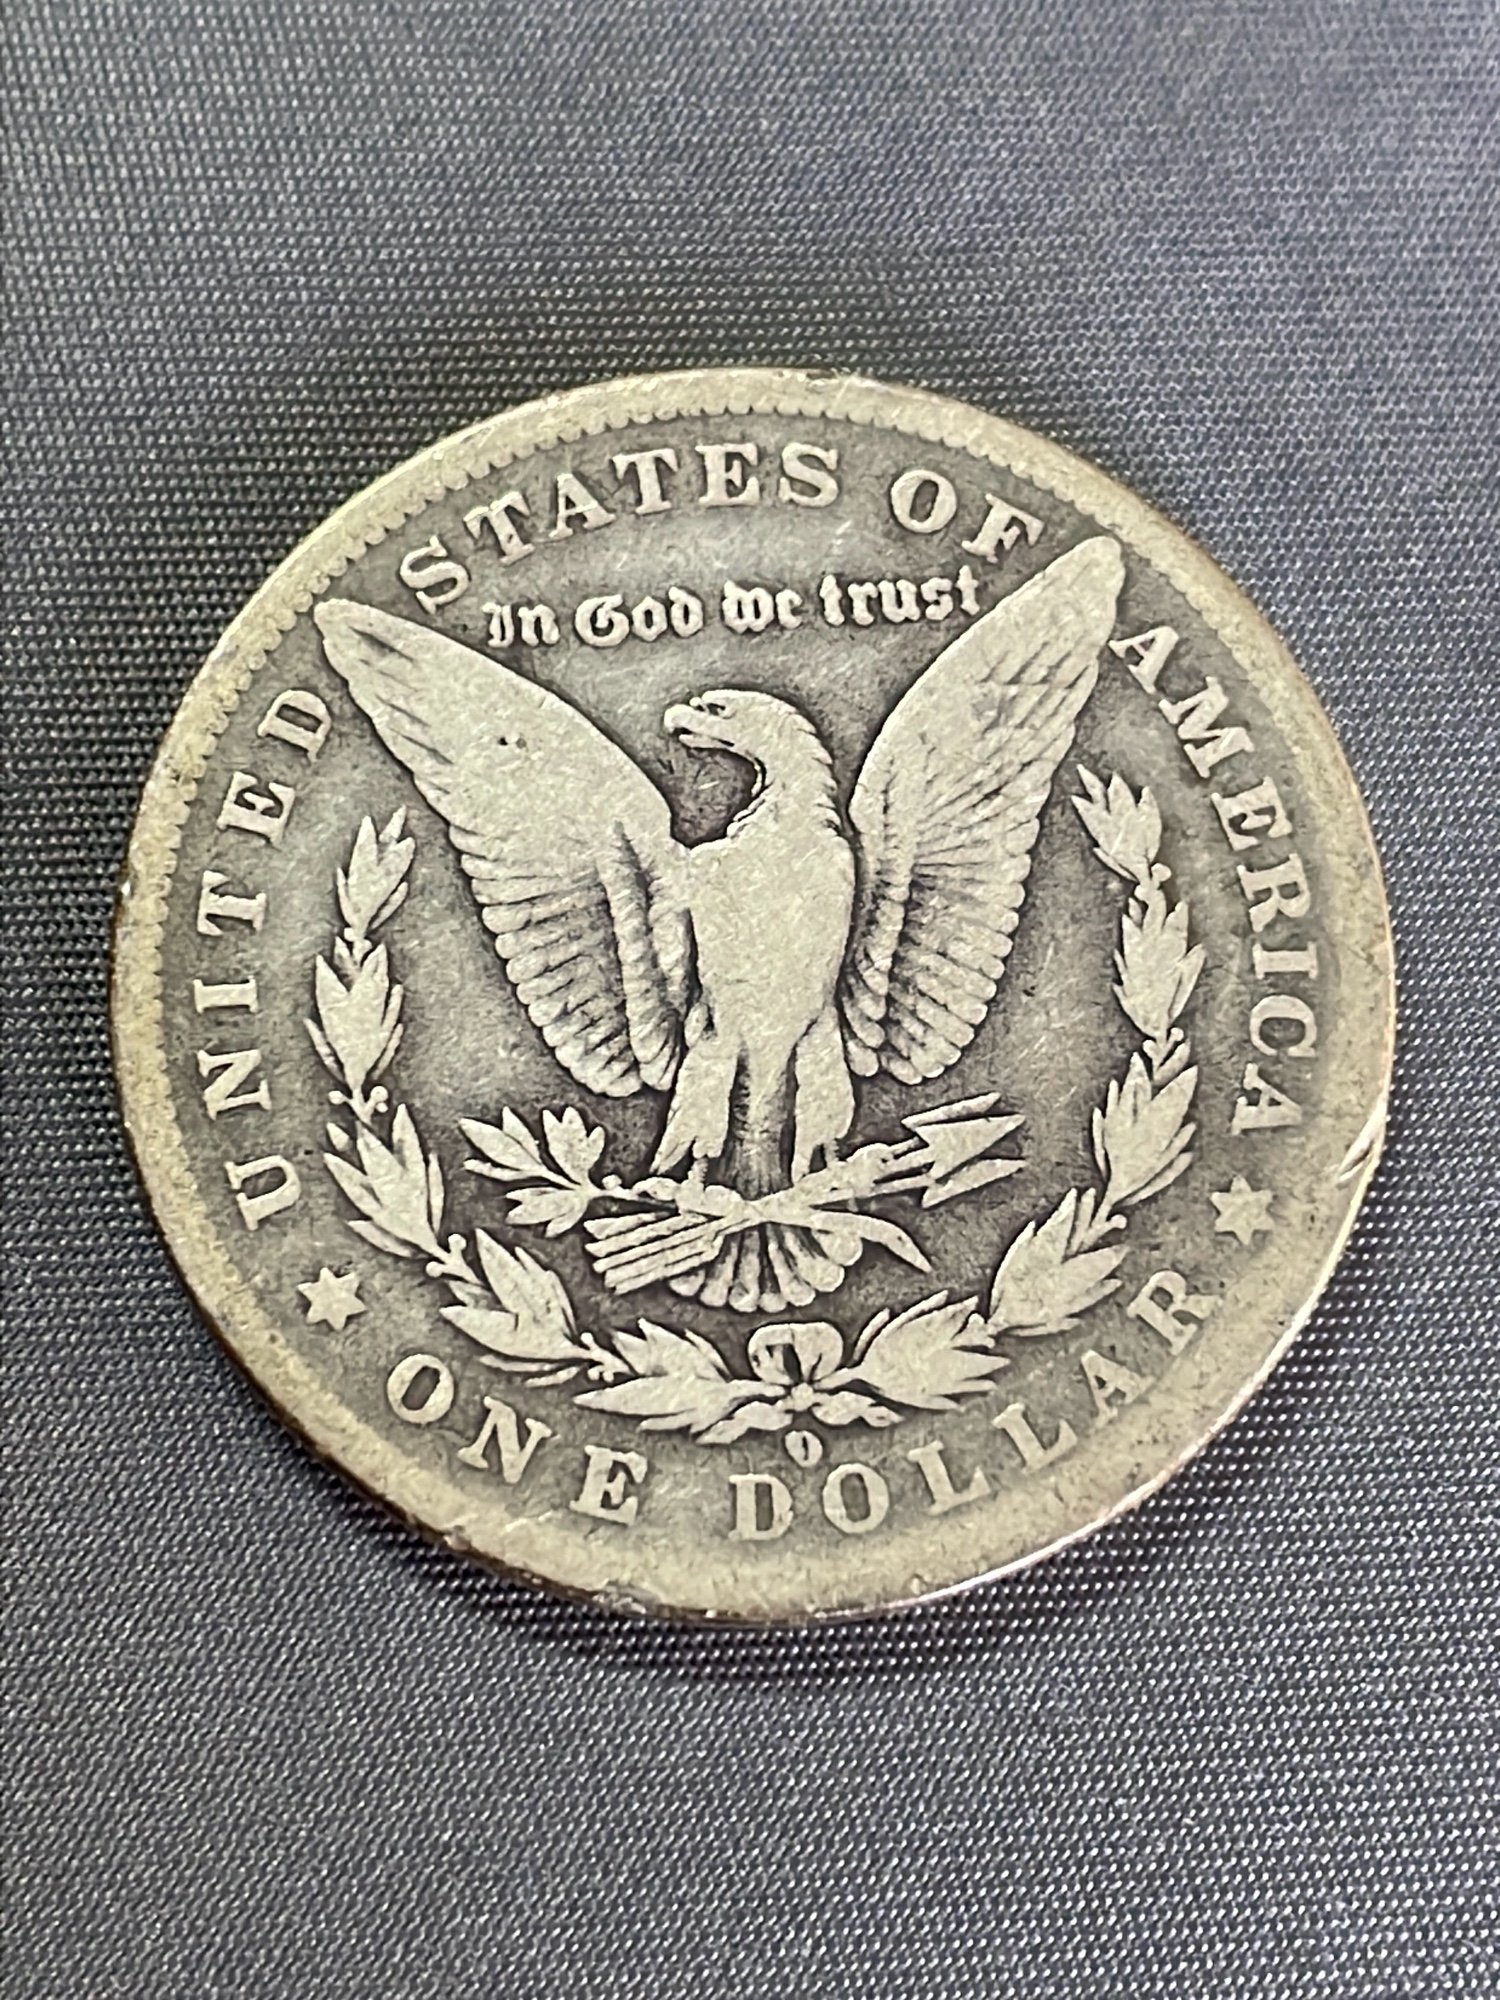 UNITED STATES OF AMERICA
In God we trust
O
ONE DOLLAR